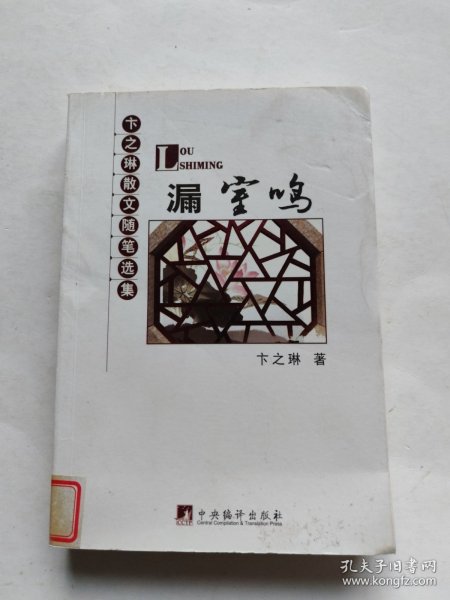 卞之琳散文随笔选集
LOU
SHIMING
漏室鸣
卞之琳 著
CCTP
中央编译出版社
Central Compilation & Translation Press
孔夫子旧书网
www.kongfz.com